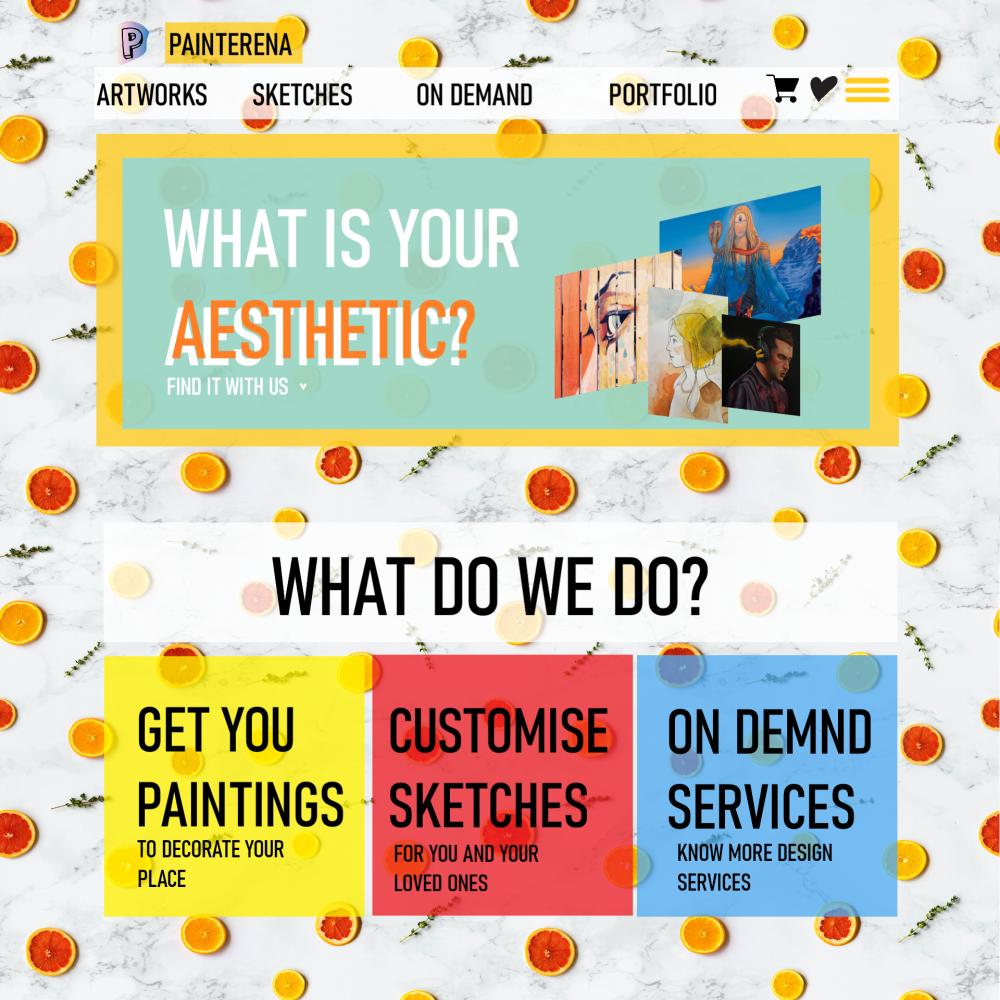 P
PAINTERENA
ARTWORKS SKETCHES ON DEMAND PORTFOLIO
WHAT IS YOUR
AESTHETIC?
FIND IT WITH US
WHAT DO WE DO?
GET YOU
PAINTINGS
TO DECORATE YOUR
PLACE
CUSTOMISE
SKETCHES
FOR YOU AND YOUR
LOVED ONES
ON DEMND
SERVICES
KNOW MORE DESIGN
SERVICES